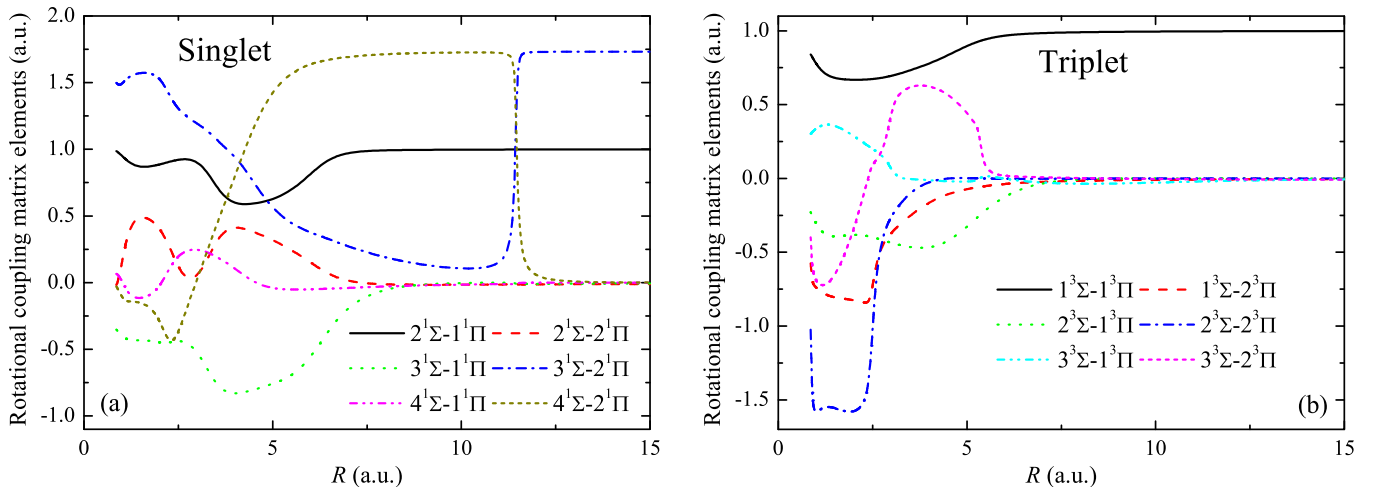 Singlet
Rotational coupling matrix elements (a.u.)
2.0
1.5
1.0
0.5
0.0
-0.5
-1.0
2¹Σ-1¹Π 2¹Σ-2¹Π
3¹Σ-1¹Π 3¹Σ-2¹Π
4¹Σ-1¹Π 4¹Σ-2¹Π
(a)
0 5 10 15
R (a.u.)
Triplet
Rotational coupling matrix elements (a.u.)
1.0
0.5
0.0
-0.5
-1.0
-1.5
1³Σ-1³Π 1³Σ-2³Π
2³Σ-1³Π 2³Σ-2³Π
3³Σ-1³Π 3³Σ-2³Π
(b)
0 5 10 15
R (a.u.)